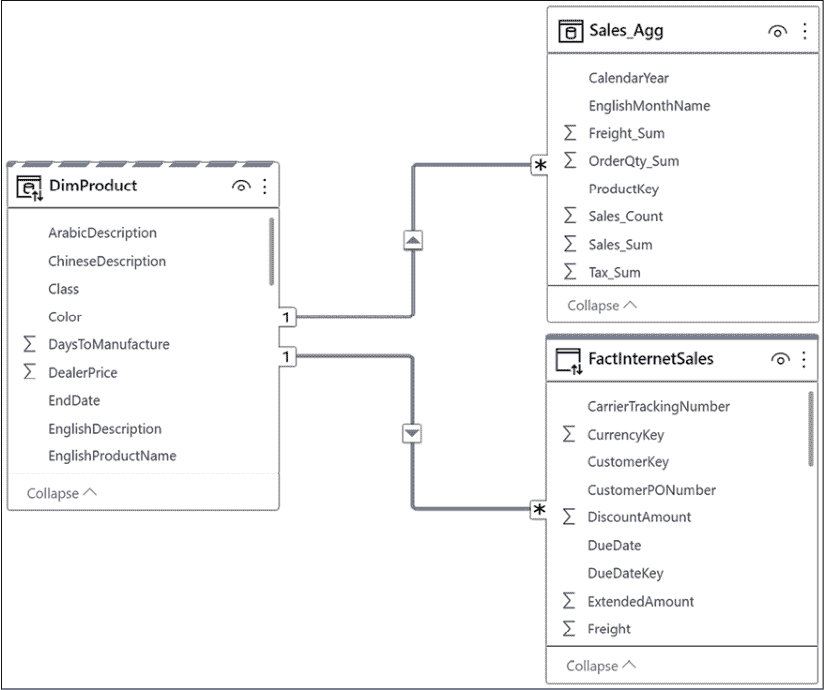 Sales_Agg
CalendarYear
EnglishMonthName
Freight_Sum
OrderQty_Sum
ProductKey
Sales_Count
Sales_Sum
Tax_Sum
Collapse
*
DimProduct
ArabicDescription
ChineseDescription
Class
Color
DaysToManufacture
DealerPrice
EndDate
EnglishDescription
EnglishProductName
Collapse
1
1
FactInternetSales
CarrierTrackingNumber
CurrencyKey
CustomerKey
CustomerPONumber
DiscountAmount
DueDate
DueDateKey
ExtendedAmount
Freight
Collapse
*